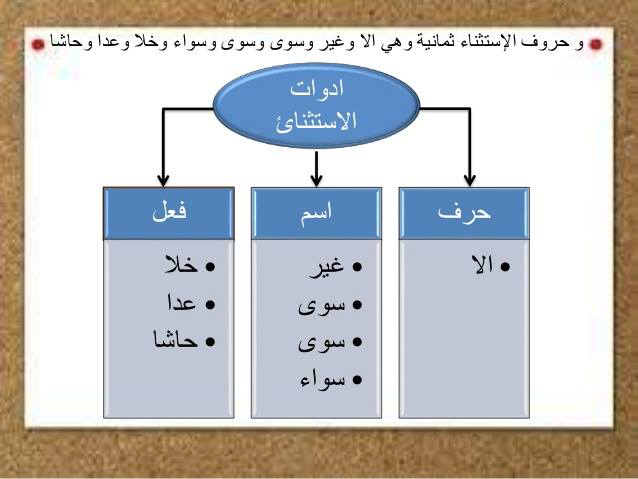 و حروف الإستثناء ثمانية وهي الا وغير وسوى وسوى وسواء وخلا وعدا وحاشا
ادوات
الاستثنائ
حرف
الا
اسم
غير
سوى
سوى
سواء
فعل
خلا
عدا
حاشا